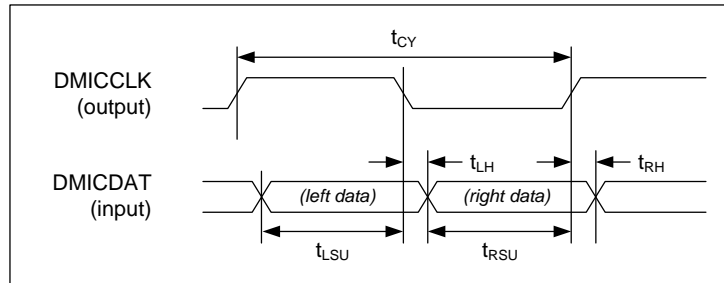 tCY
DMICCLK
(output)
tLH
tRH
DMICDAT
(input)
(left data)
(right data)
tLSU
tRSU